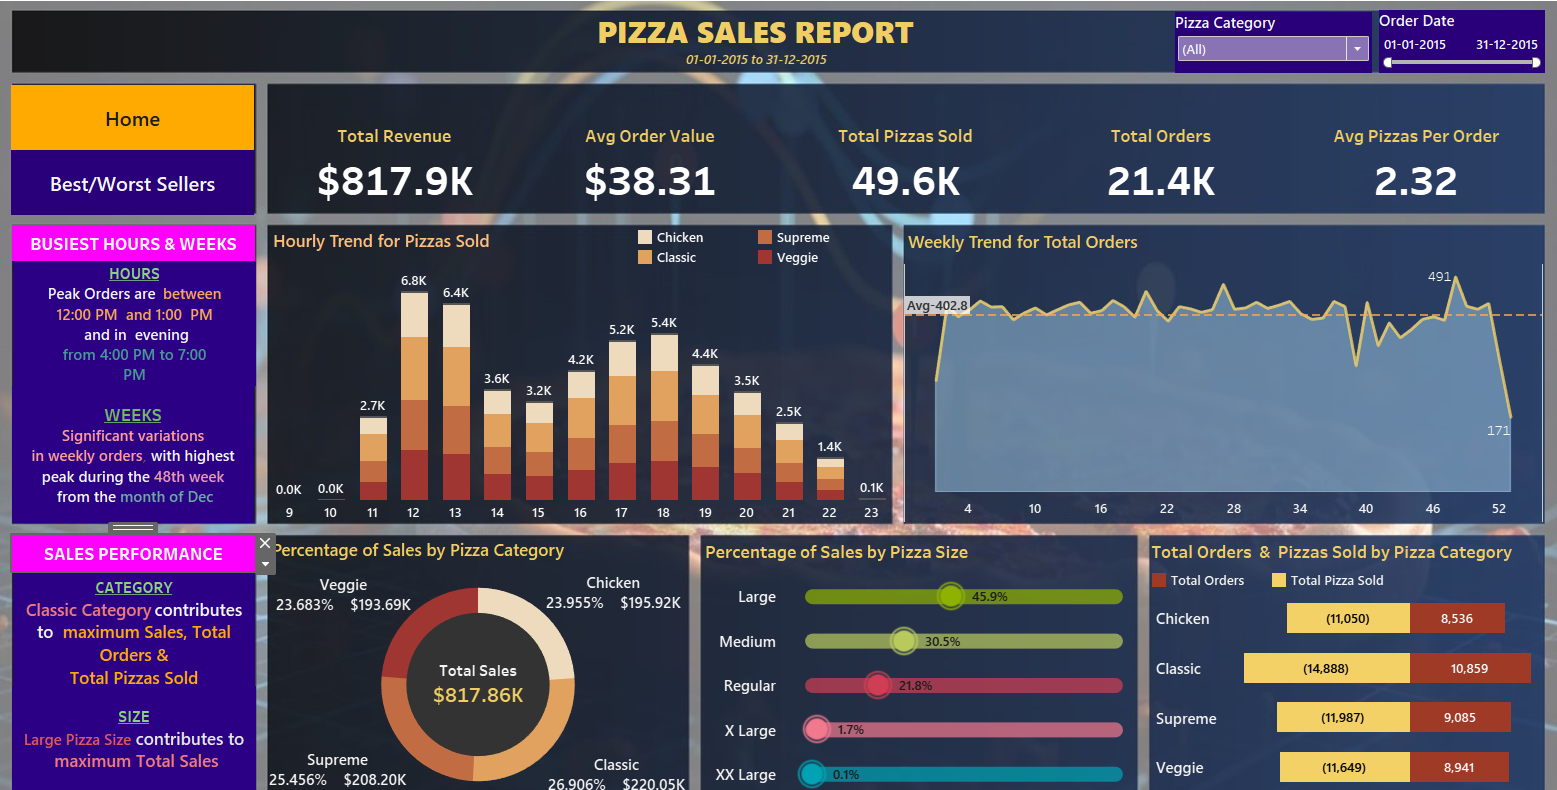 PIZZA SALES REPORT
01-01-2015 to 31-12-2015
Pizza Category
(All)
Order Date
01-01-2015 31-12-2015
Home
Best/Worst Sellers
Total Revenue
$817.9K
Avg Order Value
$38.31
Total Pizzas Sold
49.6K
Total Orders
21.4K
Avg Pizzas Per Order
2.32
BUSIEST HOURS & WEEKS
HOURS
Peak Orders are between
12:00 PM and 1:00 PM
and in evening
from 4:00 PM to 7:00
PM
WEEKS
Significant variations
in weekly orders, with highest
peak during the 48th week
from the month of Dec
Hourly Trend for Pizzas Sold
Chicken Supreme
Classic Veggie
0.0K 0.0K 2.7K 6.8K 6.4K 3.6K 3.2K 4.2K 5.2K 5.4K 4.4K 3.5K 2.5K 1.4K 0.1K
9 10 11 12 13 14 15 16 17 18 19 20 21 22 23
Weekly Trend for Total Orders
491
Avg-402.8
171
4 10 16 22 28 34 40 46 52
SALES PERFORMANCE
CATEGORY
Classic Category contributes
to maximum Sales, Total
Orders &
Total Pizzas Sold
SIZE
Large Pizza Size contributes to
maximum Total Sales
Percentage of Sales by Pizza Category
Veggie
23.683% $193.69K
Chicken
23.955% $195.92K
Total Sales
$817.86K
Supreme
25.456% $208.20K
Classic
26.906% $220.05K
Percentage of Sales by Pizza Size
Large 45.9%
Medium 30.5%
Regular 21.8%
X Large 1.7%
XX Large 0.1%
Total Orders & Pizzas Sold by Pizza Category
Total Orders Total Pizza Sold
Chicken (11,050) 8,536
Classic (14,888) 10,859
Supreme (11,987) 9,085
Veggie (11,649) 8,941